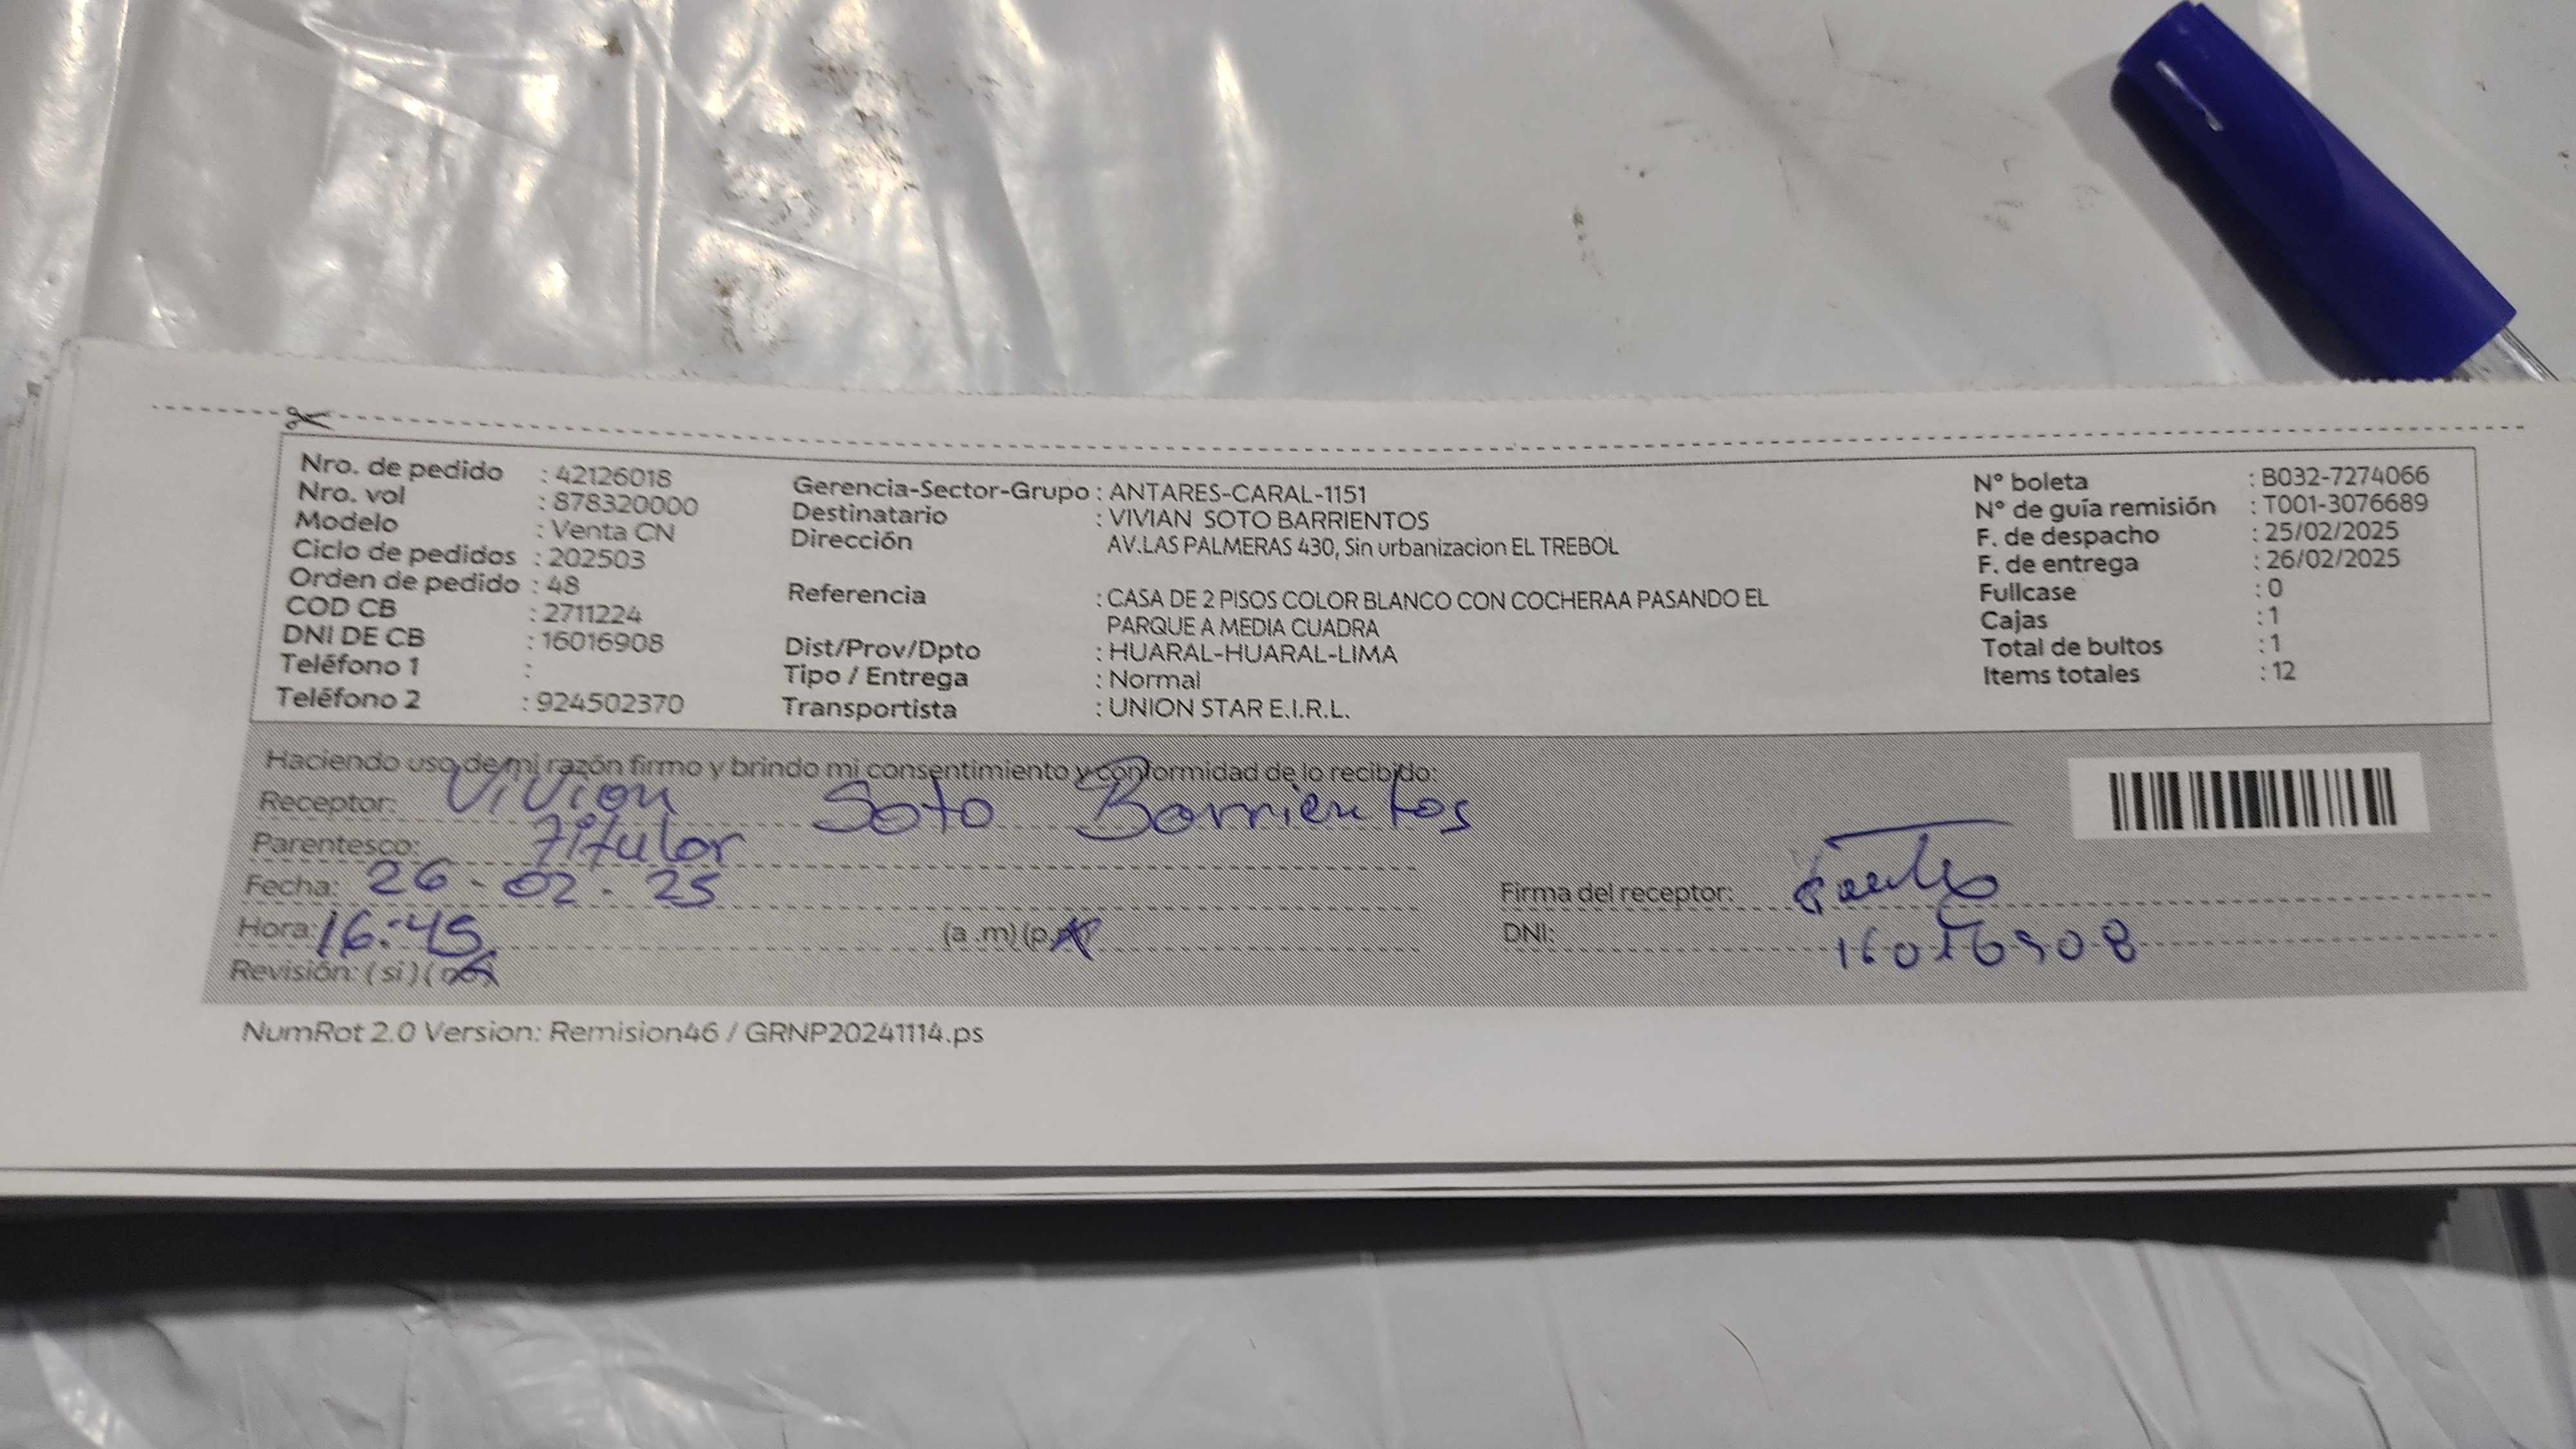 Nro. de pedido : 42126018
Nro. vol : 878320000
Modelo : Venta CN
Ciclo de pedidos : 202503
Orden de pedido : 48
COD CB : 2711224
DNI DE CB : 16016908
Teléfono 1 :
Teléfono 2 : 924502370
Gerencia-Sector-Grupo : ANTARES-CARAL-1151
Destinatario : VIVIAN SOTO BARRIENTOS
Dirección AV.LAS PALMERAS 430, Sin urbanizacion EL TREBOL
Referencia : CASA DE 2 PISOS COLOR BLANCO CON COCHERAA PASANDO EL
PARQUE A MEDIA CUADRA
Dist/Prov/Dpto : HUARAL-HUARAL-LIMA
Tipo / Entrega : Normal
Transportista : UNION STAR E.I.R.L.
N° boleta : B032-7274066
N° de guía remisión : T001-3076689
F. de despacho : 25/02/2025
F. de entrega : 26/02/2025
Fullcase : 0
Cajas : 1
Total de bultos : 1
Items totales : 12
Haciendo uso de mi razón firmo y brindo mi consentimiento y conformidad de lo recibido:
Receptor: Vivian Soto Barrientos
Parentesco: Titular
Fecha: 26-02-25
Hora: 16:45 (a .m) (p.m)
Revisión: ( si ) ( no )
Firma del receptor:
DNI: 16016908
NumRot 2.0 Version: Remision46 / GRNP20241114.ps